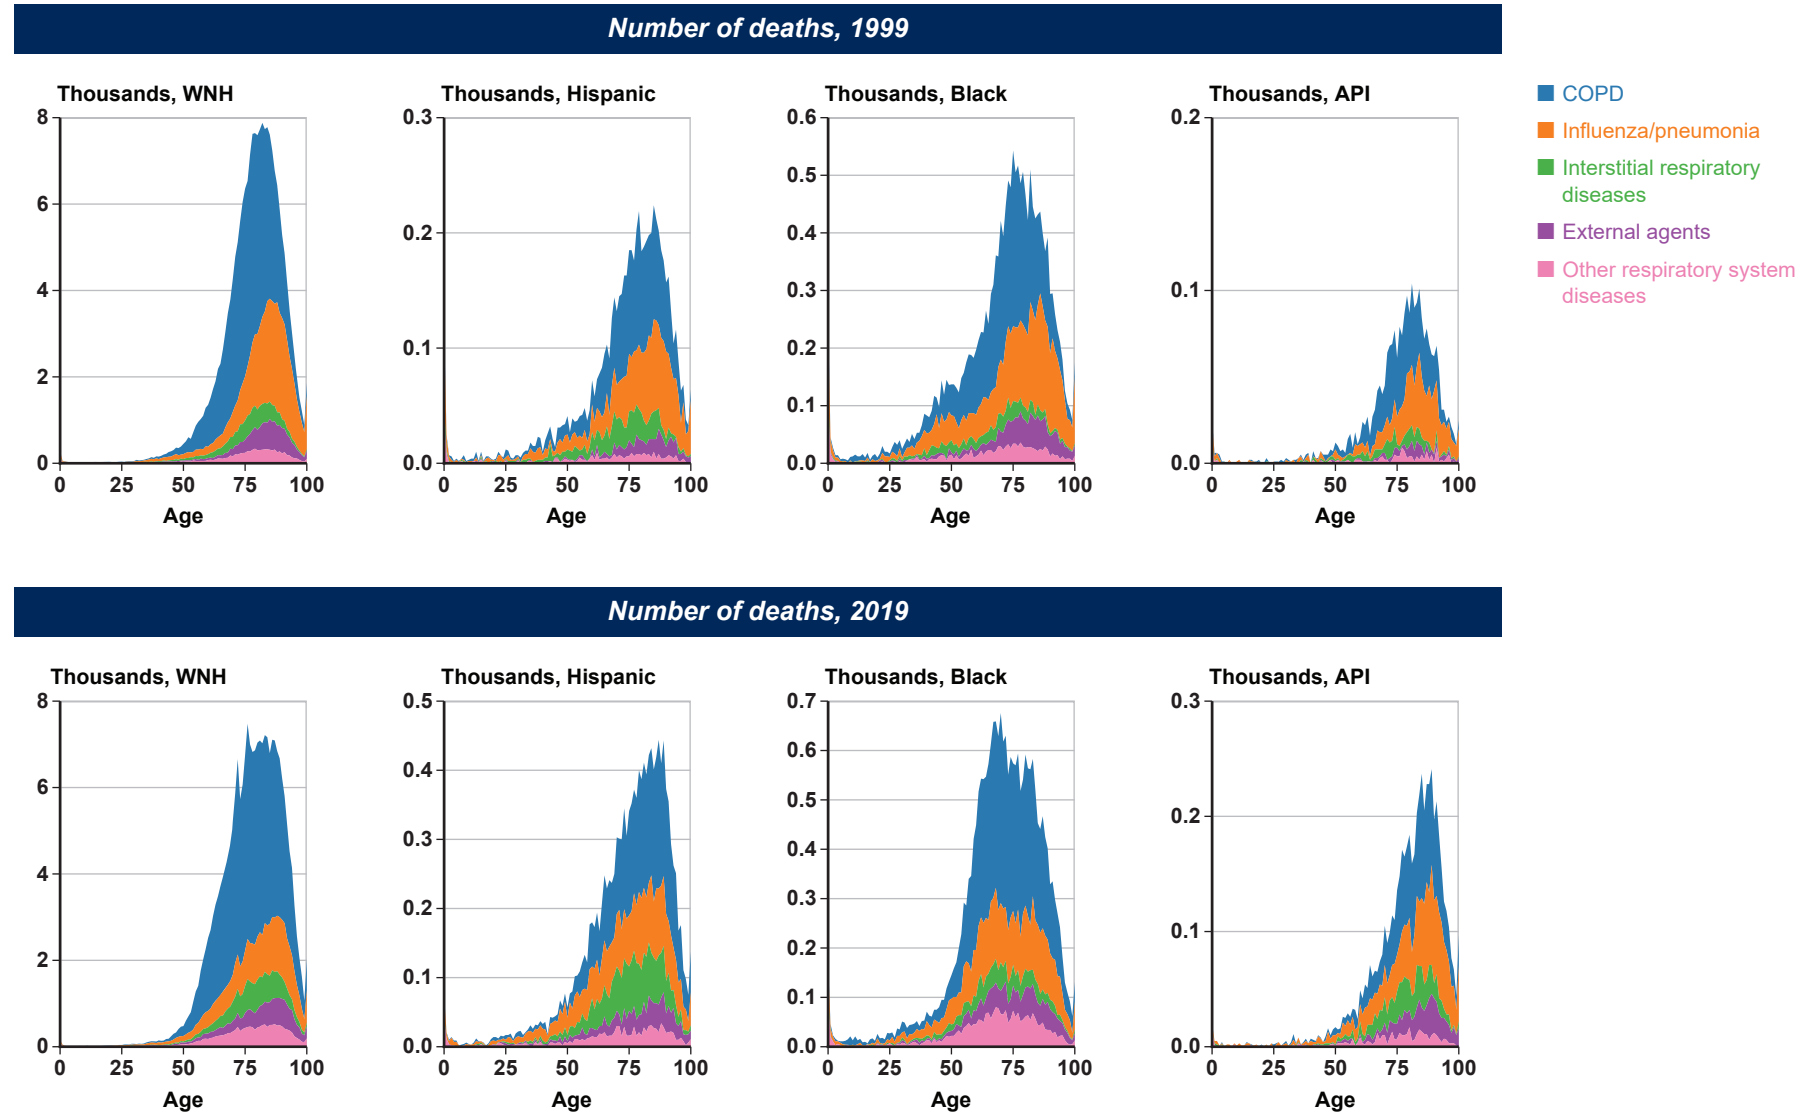 Number of deaths, 1999
Thousands, WNH
8
6
4
2
0
0 25 50 75 100
Age
Thousands, Hispanic
0.3
0.2
0.1
0.0
0 25 50 75 100
Age
Thousands, Black
0.6
0.5
0.4
0.3
0.2
0.1
0.0
0 25 50 75 100
Age
Thousands, API
0.2
0.1
0.0
0 25 50 75 100
Age
COPD
Influenza/pneumonia
Interstitial respiratory
diseases
External agents
Other respiratory system
diseases
Number of deaths, 2019
Thousands, WNH
8
6
4
2
0
0 25 50 75 100
Age
Thousands, Hispanic
0.5
0.4
0.3
0.2
0.1
0.0
0 25 50 75 100
Age
Thousands, Black
0.7
0.6
0.5
0.4
0.3
0.2
0.1
0.0
0 25 50 75 100
Age
Thousands, API
0.3
0.2
0.1
0.0
0 25 50 75 100
Age